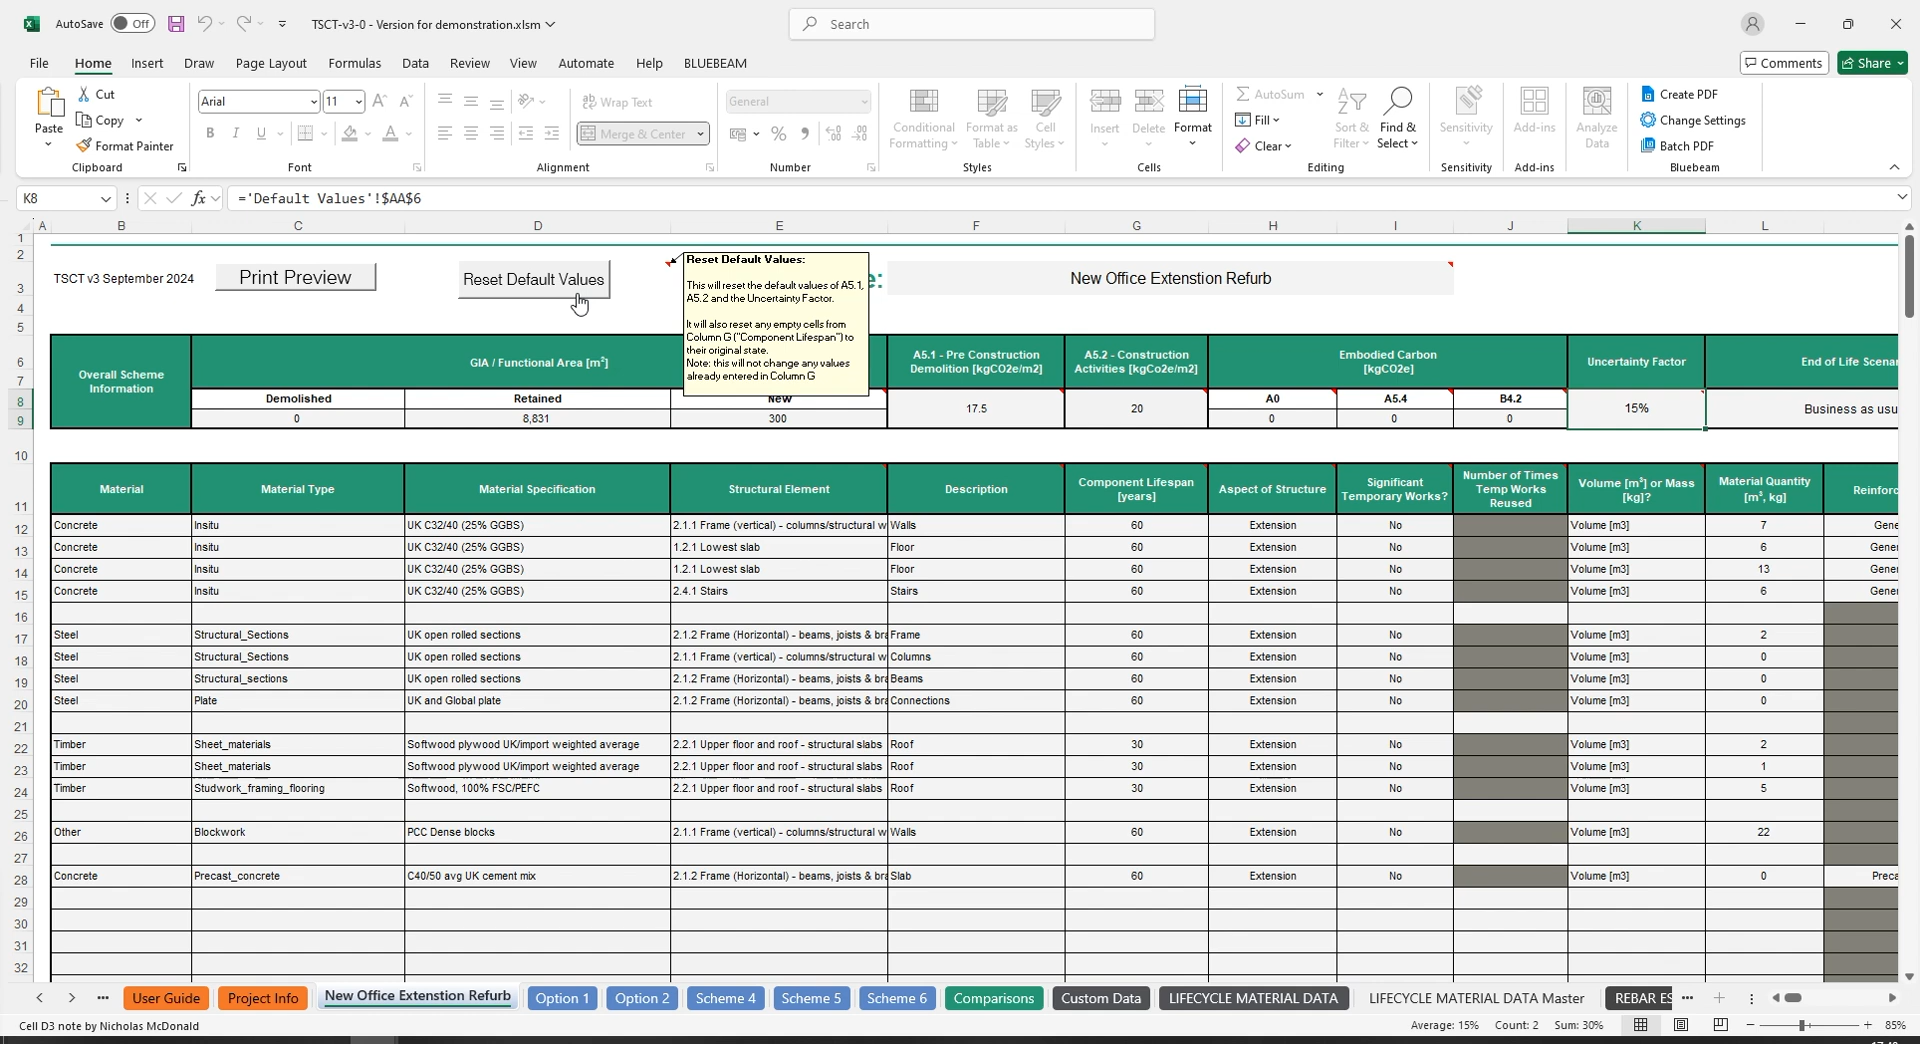 AutoSave Off TSCT-v3-0 - Version for demonstration.xlsm Search
File Home Insert Draw Page Layout Formulas Data Review View Automate Help BLUEBEAM Comments Share
Paste Cut Copy Format Painter Clipboard
Arial 11 B I U Font
Wrap Text Merge & Center Alignment
General Number
Conditional Formatting Format as Table Cell Styles Styles
Insert Delete Format Cells
AutoSum Fill Clear Sort & Filter Find & Select Editing
Sensitivity Sensitivity
Add-ins Add-ins
Analyze Data
Create PDF Change Settings Batch PDF Bluebeam
K8 fx ='Default Values'!$AA$6
A B C D E F G H I J K L
1
2
3 TSCT v3 September 2024 Print Preview Reset Default Values e: New Office Extenstion Refurb
Reset Default Values:
This will reset the default values of A5.1,
A5.2 and the Uncertainty Factor.
It will also reset any empty cells from
Column G ("Component Lifespan") to
their original state.
Note: this will not change any values
already entered in Column G
4
5
6
7
Overall Scheme Information GIA / Functional Area [m²] A5.1 - Pre Construction Demolition [kgCO2e/m2] A5.2 - Construction Activities [kgCo2e/m2] Embodied Carbon [kgCO2e] Uncertainty Factor End of Life Scenar
8 Demolished Retained New 17.5 20 A0 A5.4 B4.2 15% Business as usu
9 0 8,831 300 0 0 0
10
11 Material Material Type Material Specification Structural Element Description Component Lifespan [years] Aspect of Structure Significant Temporary Works? Number of Times Temp Works Reused Volume [m³] or Mass [kg]? Material Quantity [m³, kg] Reinforc
12 Concrete Insitu UK C32/40 (25% GGBS) 2.1.1 Frame (vertical) - columns/structural w Walls 60 Extension No Volume [m3] 7 Gene
13 Concrete Insitu UK C32/40 (25% GGBS) 1.2.1 Lowest slab Floor 60 Extension No Volume [m3] 6 Gener
14 Concrete Insitu UK C32/40 (25% GGBS) 1.2.1 Lowest slab Floor 60 Extension No Volume [m3] 13 Gener
15 Concrete Insitu UK C32/40 (25% GGBS) 2.4.1 Stairs Stairs 60 Extension No Volume [m3] 6 Gener
16
17 Steel Structural_Sections UK open rolled sections 2.1.2 Frame (Horizontal) - beams, joists & bra Frame 60 Extension No Volume [m3] 2
18 Steel Structural_Sections UK open rolled sections 2.1.1 Frame (vertical) - columns/structural w Columns 60 Extension No Volume [m3] 0
19 Steel Structural_sections UK open rolled sections 2.1.2 Frame (Horizontal) - beams, joists & bra Beams 60 Extension No Volume [m3] 0
20 Steel Plate UK and Global plate 2.1.2 Frame (Horizontal) - beams, joists & bra Connections 60 Extension No Volume [m3] 0
21
22 Timber Sheet_materials Softwood plywood UK/import weighted average 2.2.1 Upper floor and roof - structural slabs Roof 30 Extension No Volume [m3] 2
23 Timber Sheet_materials Softwood plywood UK/import weighted average 2.2.1 Upper floor and roof - structural slabs Roof 30 Extension No Volume [m3] 1
24 Timber Studwork_framing_flooring Softwood, 100% FSC/PEFC 2.2.1 Upper floor and roof - structural slabs Roof 30 Extension No Volume [m3] 5
25
26 Other Blockwork PCC Dense blocks 2.1.1 Frame (vertical) - columns/structural w Walls 60 Extension No Volume [m3] 22
27
28 Concrete Precast_concrete C40/50 avg UK cement mix 2.1.2 Frame (Horizontal) - beams, joists & bra Slab 60 Extension No Volume [m3] 0 Preca
29
30
31
32
User Guide Project Info New Office Extenstion Refurb Option 1 Option 2 Scheme 4 Scheme 5 Scheme 6 Comparisons Custom Data LIFECYCLE MATERIAL DATA LIFECYCLE MATERIAL DATA Master REBAR ES
Cell D3 note by Nicholas McDonald Average: 15% Count: 2 Sum: 30% 85%